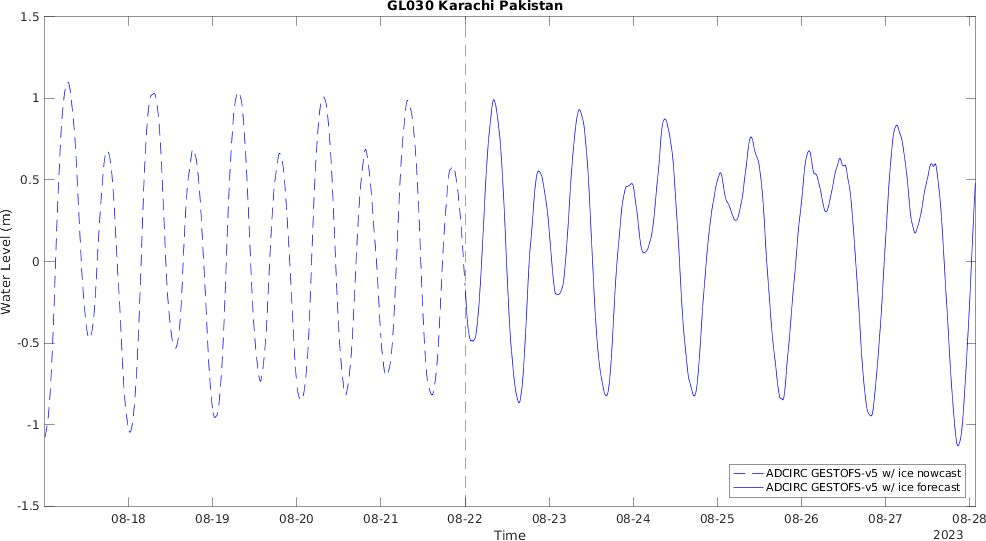 GL030 Karachi Pakistan
1.5
1
0.5
0
-0.5
-1
-1.5
Water Level (m)
ADCIRC GESTOFS-v5 w/ ice nowcast
ADCIRC GESTOFS-v5 w/ ice forecast
08-18 08-19 08-20 08-21 08-22 08-23 08-24 08-25 08-26 08-27 08-28
Time
2023